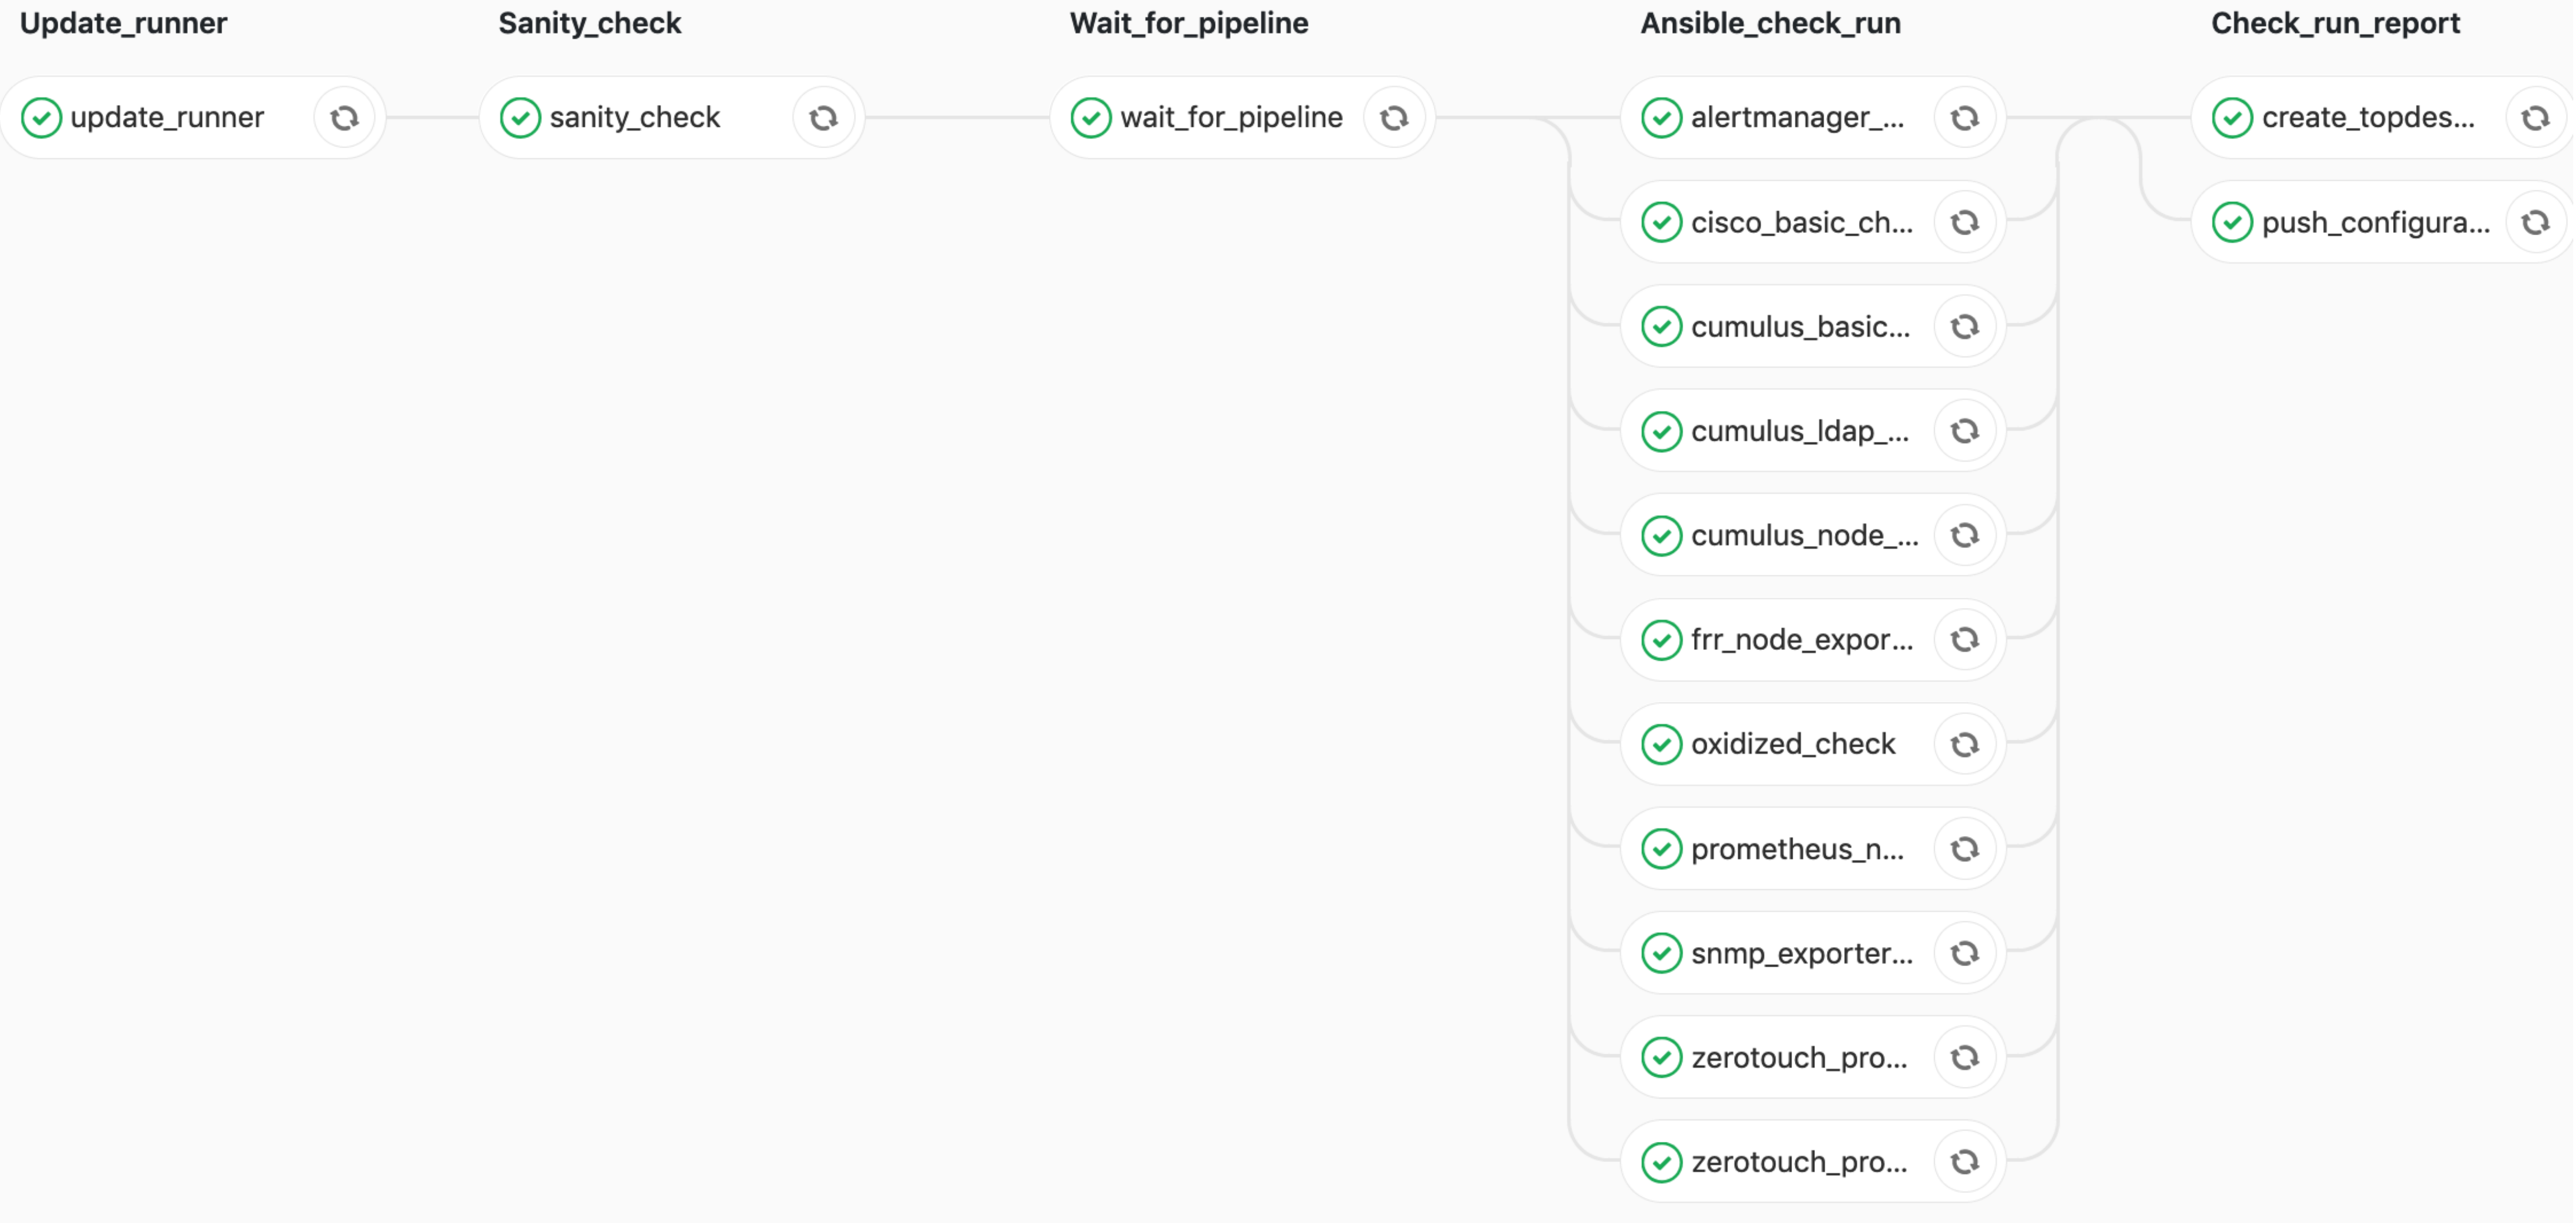 Update_runner
update_runner
Sanity_check
sanity_check
Wait_for_pipeline
wait_for_pipeline
Ansible_check_run
alertmanager_...
cisco_basic_ch...
cumulus_basic...
cumulus_ldap_...
cumulus_node_...
frr_node_expor...
oxidized_check
prometheus_n...
snmp_exporter...
zerotouch_pro...
zerotouch_pro...
Check_run_report
create_topdes...
push_configura...